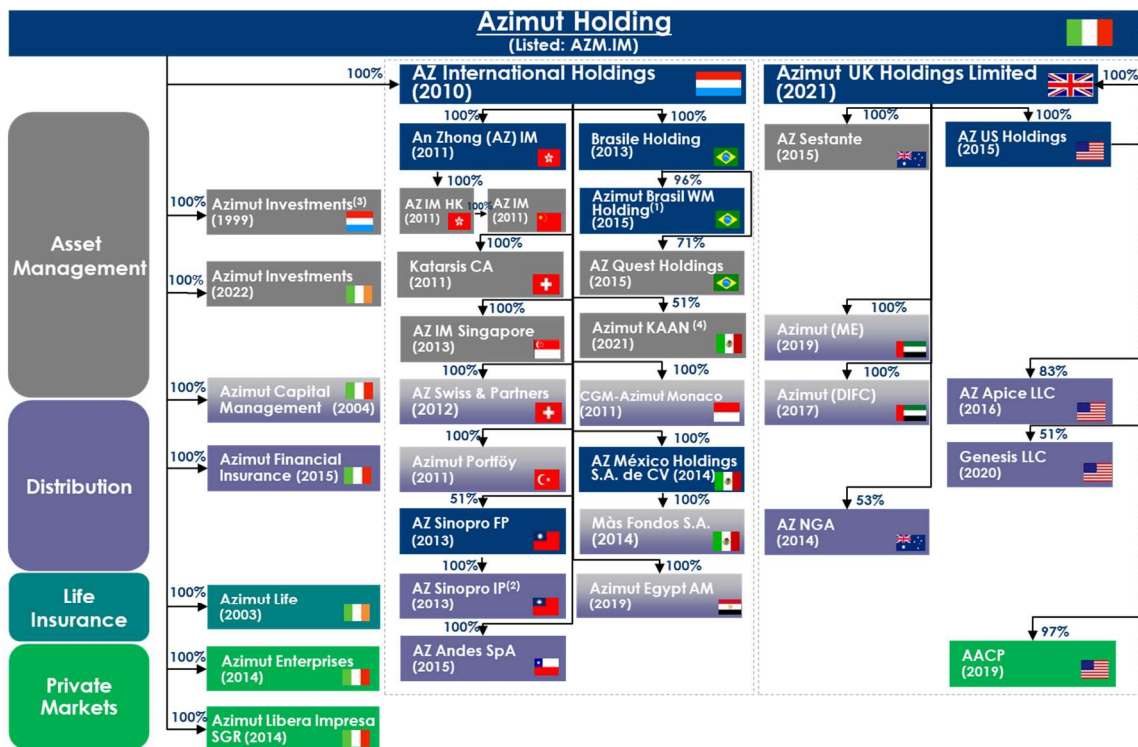 Azimut Holding
(Listed: AZM.IM)
100%
AZ International Holdings
(2010)
Azimut UK Holdings Limited
(2021)
100%
Asset
Management
Distribution
Life
Insurance
Private
Markets
100%
Azimut Investments(3)
(1999)
100%
Azimut Investments
(2022)
100%
Azimut Capital
Management (2004)
100%
Azimut Financial
Insurance (2015)
100%
Azimut Life
(2003)
100%
Azimut Enterprises
(2014)
100%
Azimut Libera Impresa
SGR (2014)
100%
An Zhong (AZ) IM
(2011)
100%
AZ IM HK
(2011)
100%
AZ IM
(2011)
100%
Katarsis CA
(2011)
100%
AZ IM Singapore
(2013)
100%
AZ Swiss & Partners
(2012)
100%
Azimut Portföy
(2011)
51%
AZ Sinopro FP
(2013)
100%
AZ Sinopro IP(2)
(2013)
100%
AZ Andes SpA
(2015)
100%
Brasile Holding
(2013)
96%
Azimut Brasil WM
Holding(1)
(2015)
71%
AZ Quest Holdings
(2015)
51%
Azimut KAAN (4)
(2021)
100%
CGM-Azimut Monaco
(2011)
100%
AZ México Holdings
S.A. de CV (2014)
100%
Màs Fondos S.A.
(2014)
100%
Azimut Egypt AM
(2019)
100%
AZ Sestante
(2015)
100%
AZ US Holdings
(2015)
100%
Azimut (ME)
(2019)
100%
Azimut (DIFC)
(2017)
53%
AZ NGA
(2014)
83%
AZ Apice LLC
(2016)
51%
Genesis LLC
(2020)
97%
AACP
(2019)